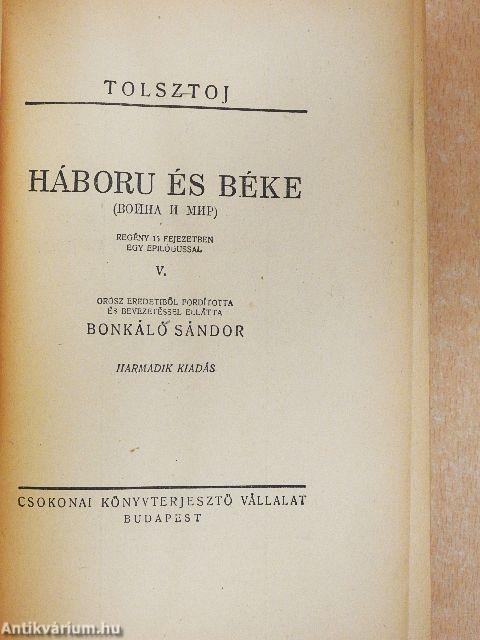 TOLSZTOJ
HÁBORU ÉS BÉKE
(ВОЙНА И МИР)
REGÉNY 15 FEJEZETBEN
EGY EPILÓGUSSAL
V.
OROSZ EREDETIBŐL FORDÍTOTTA
ÉS BEVEZETÉSSEL ELLÁTTA
BONKÁLÓ SÁNDOR
HARMADIK KIADÁS
CSOKONAI KÖNYVTERJESZTŐ VÁLLALAT
BUDAPEST
Antikvárium.hu